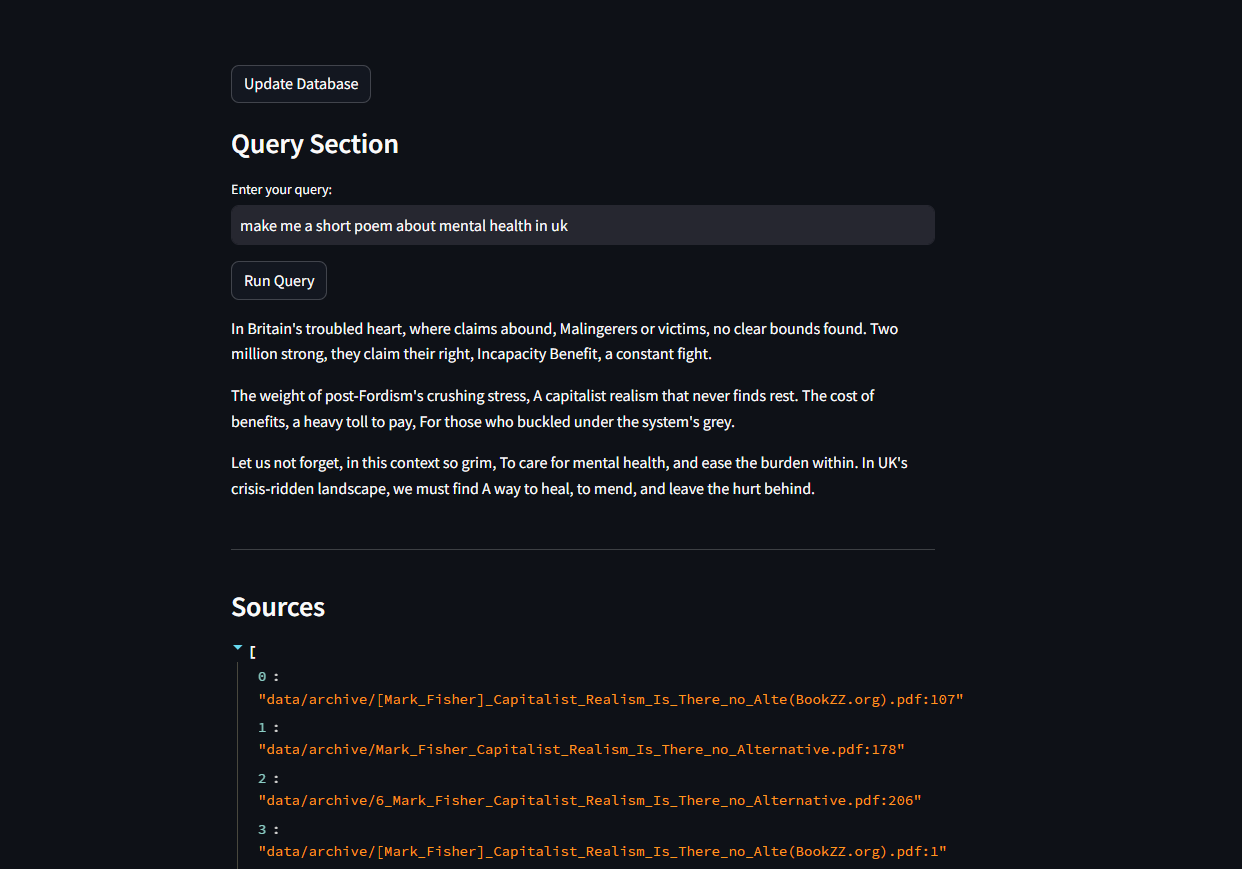 Update Database
Query Section
Enter your query:
make me a short poem about mental health in uk
Run Query
In Britain's troubled heart, where claims abound, Malingerers or victims, no clear bounds found. Two
million strong, they claim their right, Incapacity Benefit, a constant fight.
The weight of post-Fordism's crushing stress, A capitalist realism that never finds rest. The cost of
benefits, a heavy toll to pay, For those who buckled under the system's grey.
Let us not forget, in this context so grim, To care for mental health, and ease the burden within. In UK's
crisis-ridden landscape, we must find A way to heal, to mend, and leave the hurt behind.
Sources
[
0 :
"data/archive/[Mark_Fisher]_Capitalist_Realism_Is_There_no_Alte(BookZZ.org).pdf:107"
1 :
"data/archive/Mark_Fisher_Capitalist_Realism_Is_There_no_Alternative.pdf:178"
2 :
"data/archive/6_Mark_Fisher_Capitalist_Realism_Is_There_no_Alternative.pdf:206"
3 :
"data/archive/[Mark_Fisher]_Capitalist_Realism_Is_There_no_Alte(BookZZ.org).pdf:1"